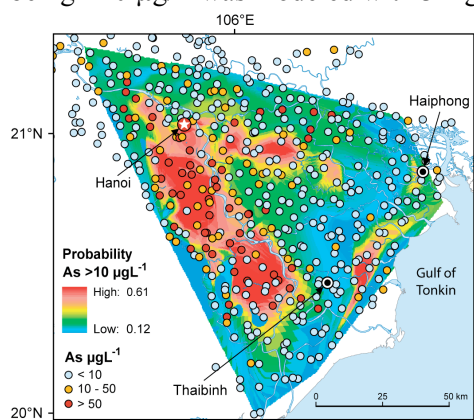 106°E
Haiphong
21°N
Hanoi
Probability
As >10 µgL-1
High: 0.61
Low: 0.12
Gulf of
Tonkin
As µgL-1
< 10
10 - 50
> 50
Thaibinh
20°N
0 25 50 km